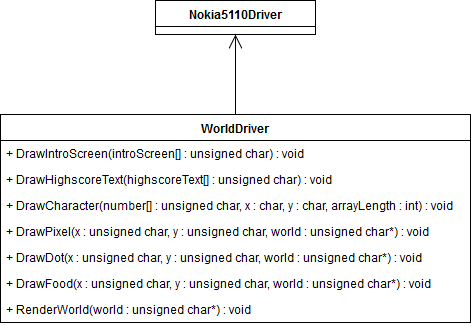 Nokia5110Driver
WorldDriver
+ DrawIntroScreen(introScreen[] : unsigned char) : void
+ DrawHighscoreText(highscoreText[] : unsigned char) : void
+ DrawCharacter(number[] : unsigned char, x : char, y : char, arrayLength : int) : void
+ DrawPixel(x : unsigned char, y : unsigned char, world : unsigned char*) : void
+ DrawDot(x : unsigned char, y : unsigned char, world : unsigned char*) : void
+ DrawFood(x : unsigned char, y : unsigned char, world : unsigned char*) : void
+ RenderWorld(world : unsigned char*) : void